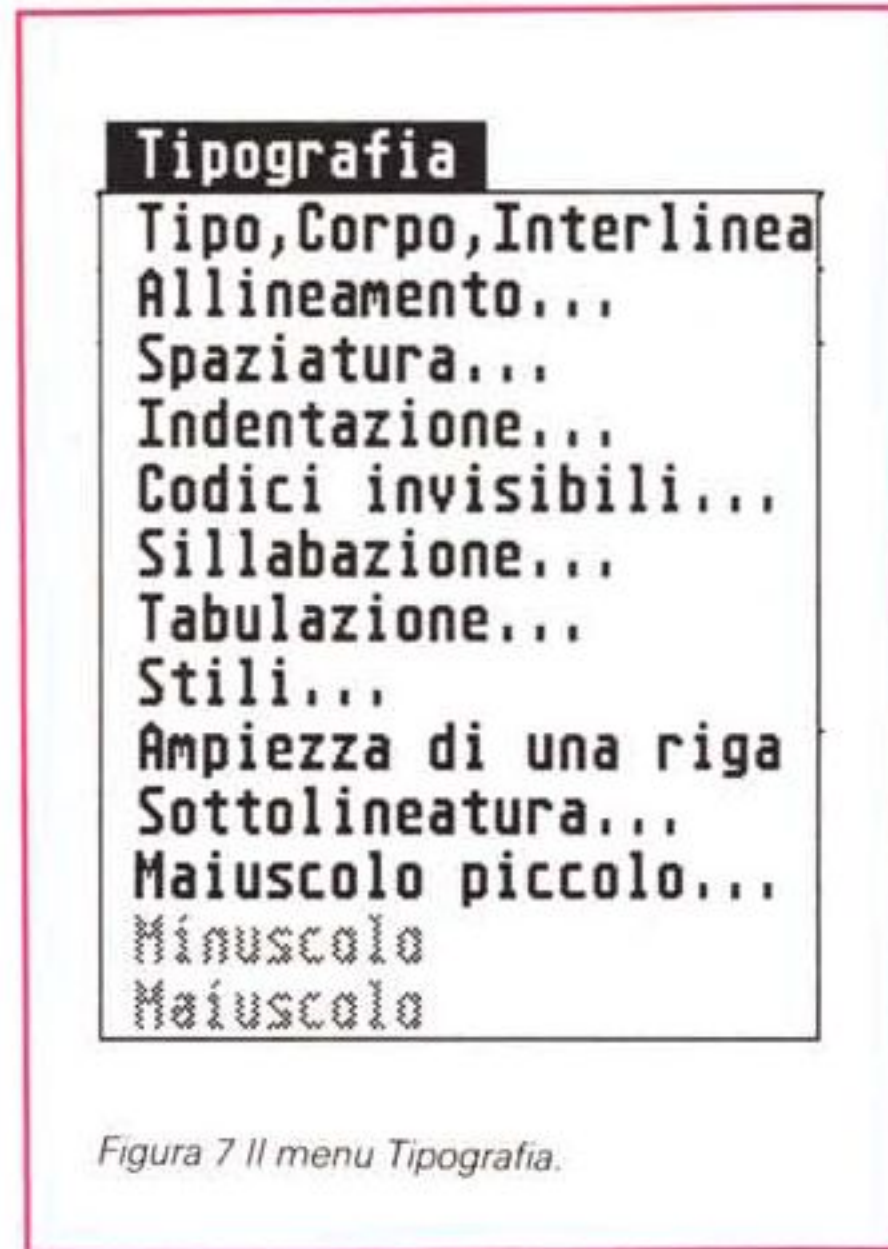 Tipografia
Tipo,Corpo,Interlinea
Allineamento...
Spaziatura...
Indentazione...
Codici invisibili...
Sillabazione...
Tabulazione...
Stili...
Ampiezza di una riga
Sottolineatura...
Maiuscolo piccolo...
Minuscolo
Maiuscolo
Figura 7 Il menu Tipografia.